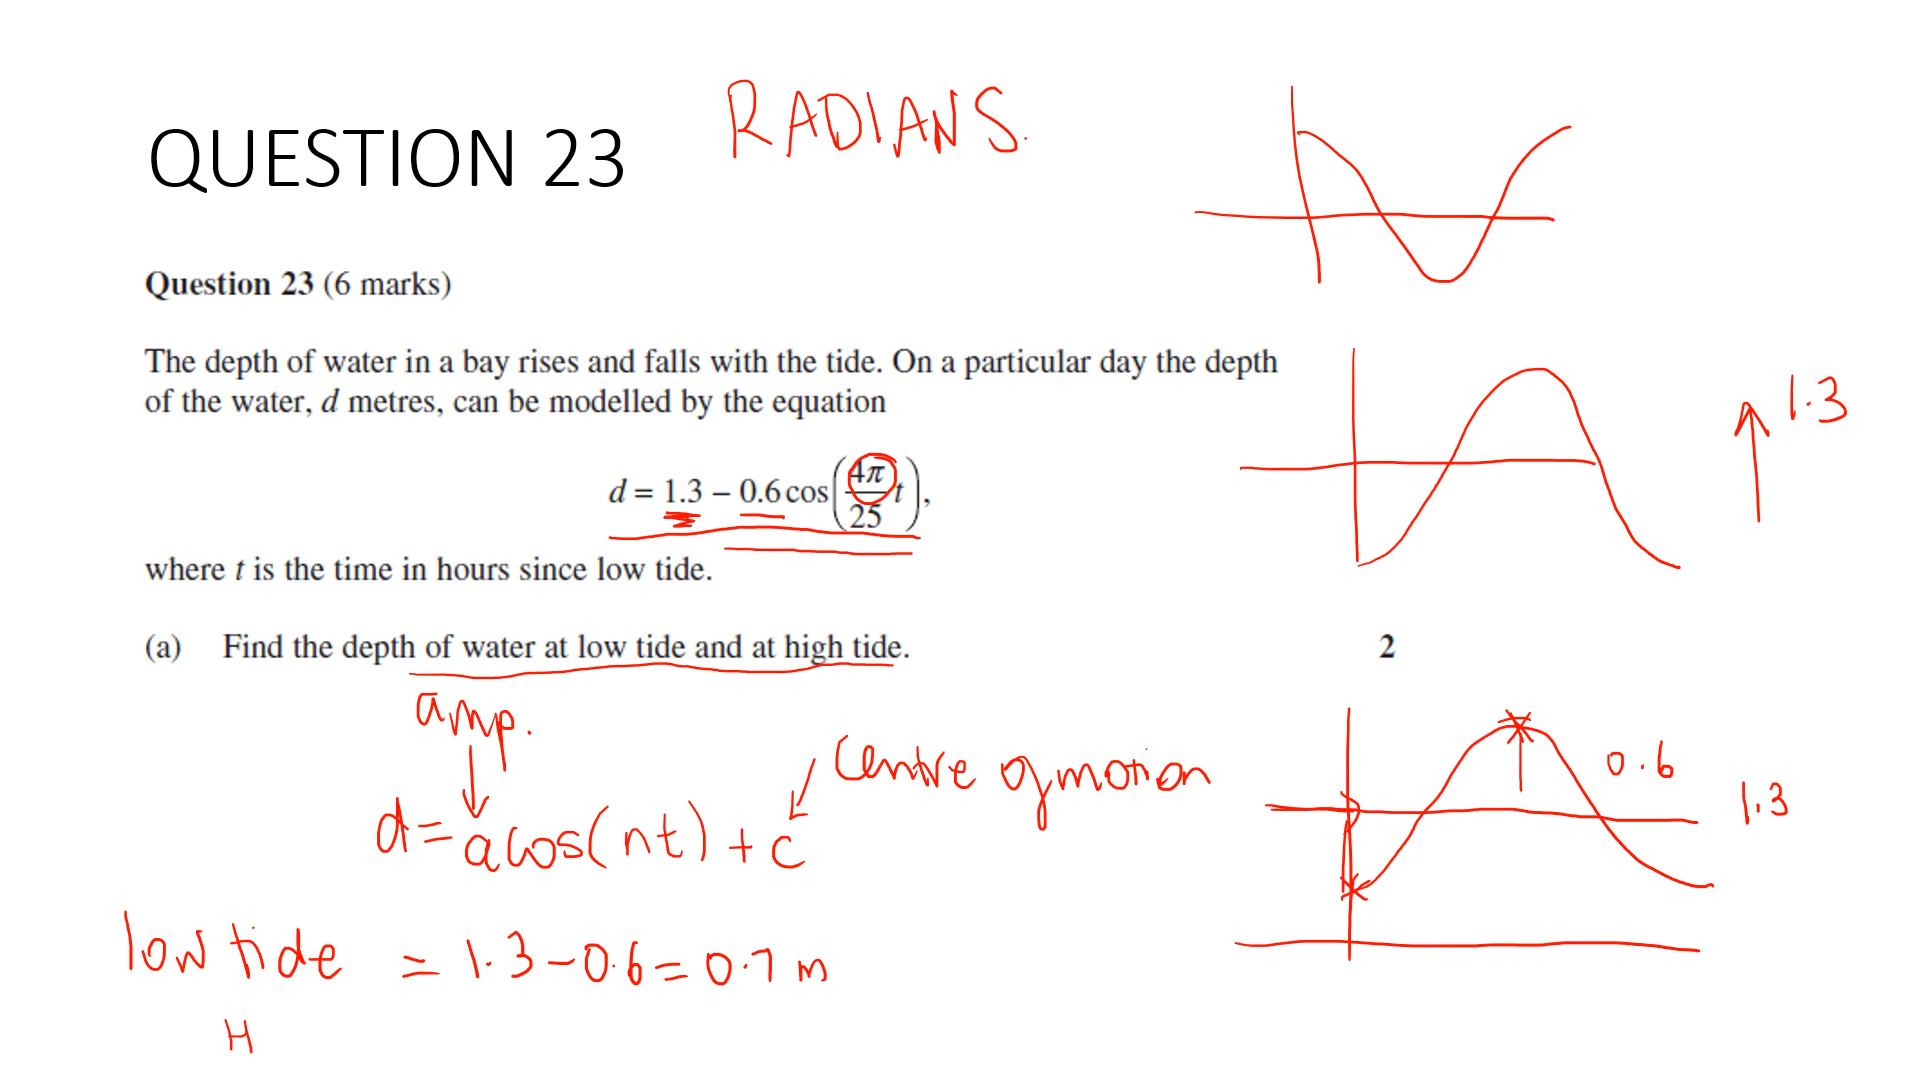 QUESTION 23
RADIANS.
Question 23 (6 marks)
The depth of water in a bay rises and falls with the tide. On a particular day the depth
of the water, d metres, can be modelled by the equation
d = 1.3 − 0.6 cos(4π/25 t),
1.3
where t is the time in hours since low tide.
(a) Find the depth of water at low tide and at high tide. 2
amp.
centre of motion
0.6
1.3
d = a cos(nt) + c
low tide = 1.3 − 0.6 = 0.7 m
H